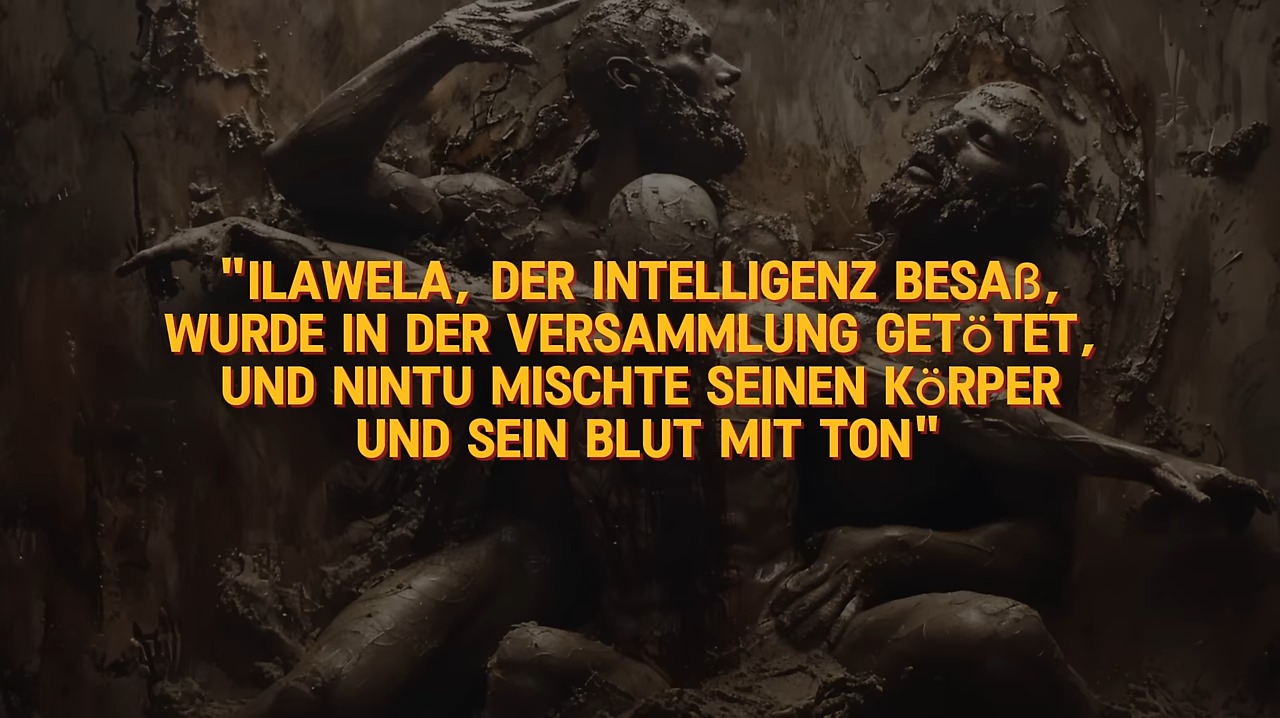 "ILAWELA, DER INTELLIGENZ BESAß,
WURDE IN DER VERSAMMLUNG GETöTET,
UND NINTU MISCHTE SEINEN KöRPER
UND SEIN BLUT MIT TON"